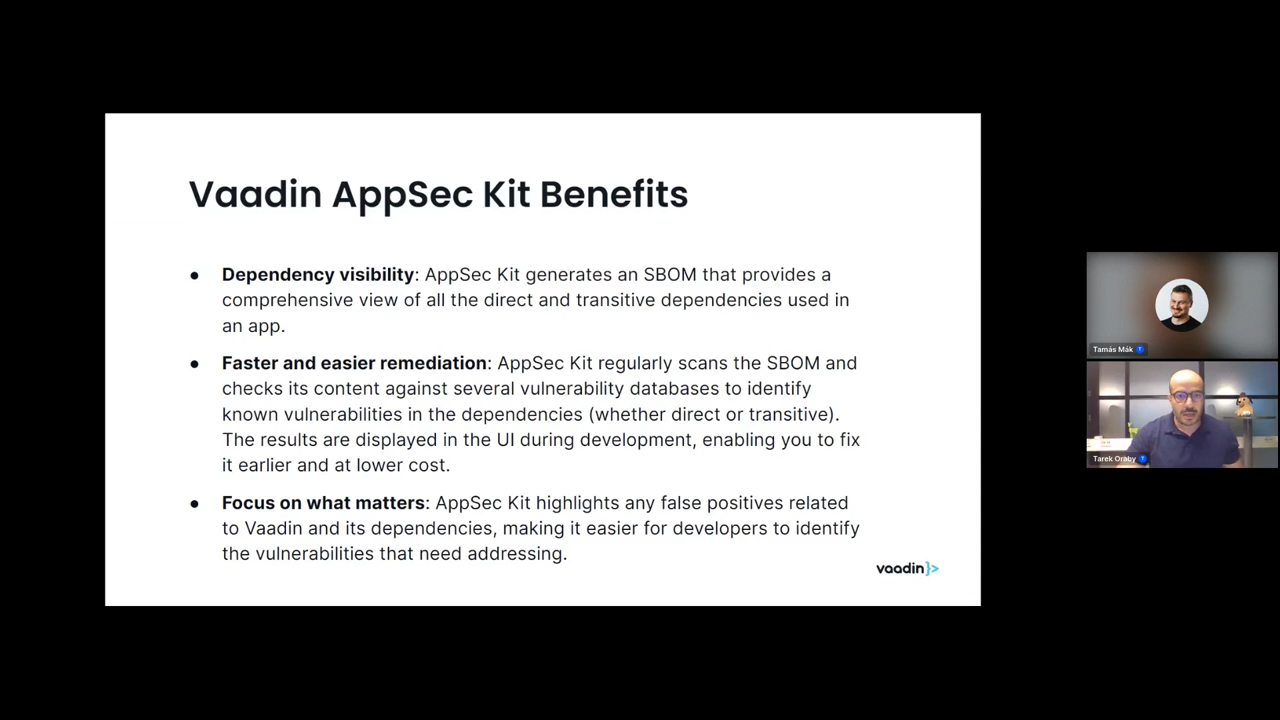 Vaadin AppSec Kit Benefits
● Dependency visibility: AppSec Kit generates an SBOM that provides a
comprehensive view of all the direct and transitive dependencies used in
an app.
● Faster and easier remediation: AppSec Kit regularly scans the SBOM and
checks its content against several vulnerability databases to identify
known vulnerabilities in the dependencies (whether direct or transitive).
The results are displayed in the UI during development, enabling you to fix
it earlier and at lower cost.
● Focus on what matters: AppSec Kit highlights any false positives related
to Vaadin and its dependencies, making it easier for developers to identify
the vulnerabilities that need addressing.
vaadin}>
Tamás Mák
Tarek Oraby